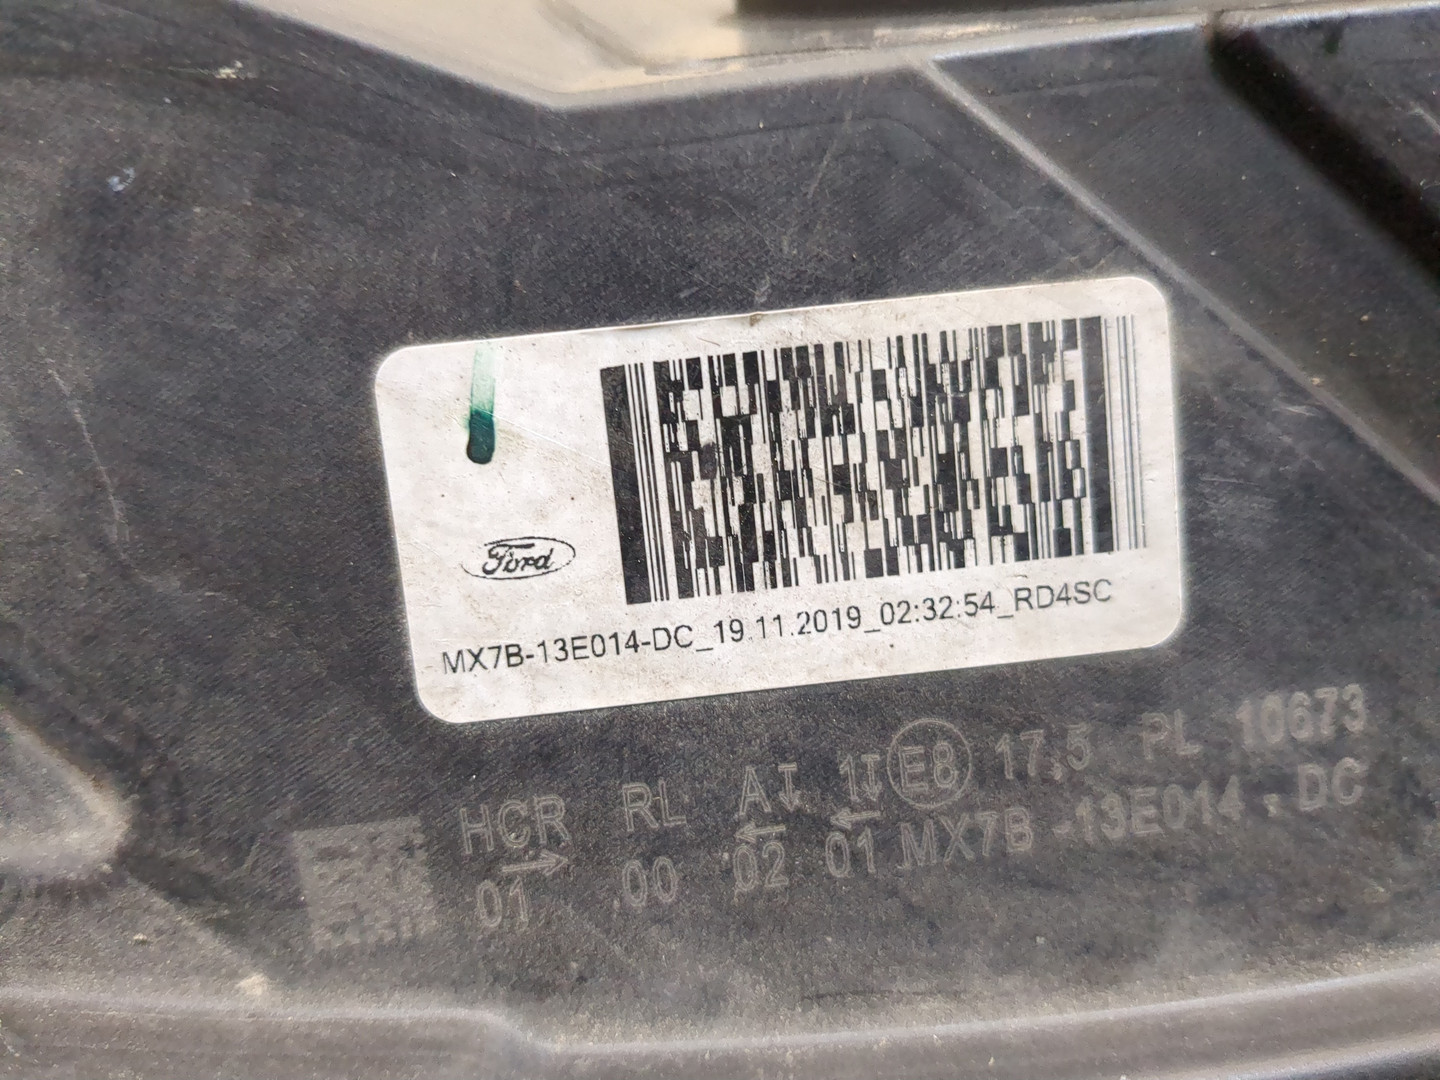 Ford
MX7B-13E014-DC_19.11.2019_02:32:54_RD4SC
HCR RL A 1 E8 17,5 PL 10673
01 00 02 01 MX7B -13E014 - DC